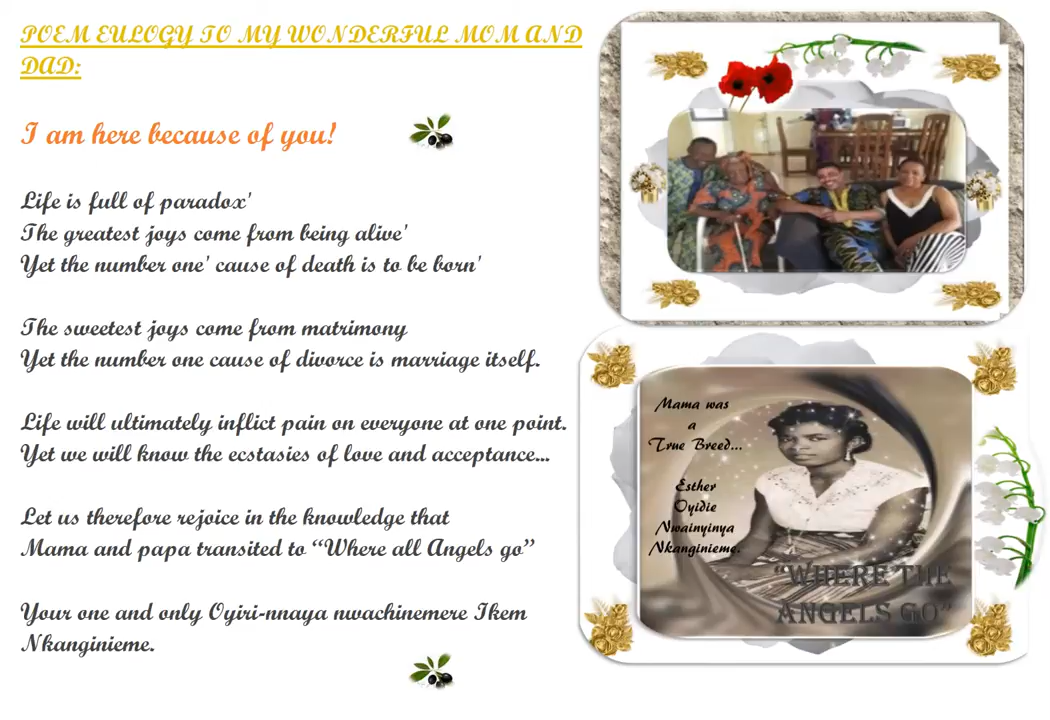 POEM EULOGY TO MY WONDERFUL MOM AND
DAD:
I am here because of you!
Life is full of paradox'
The greatest joys come from being alive'
Yet the number one' cause of death is to be born'
The sweetest joys come from matrimony
Yet the number one cause of divorce is marriage itself.
Life will ultimately inflict pain on everyone at one point.
Yet we will know the ecstasies of love and acceptance...
Let us therefore rejoice in the knowledge that
Mama and papa transited to “Where all Angels go”
Your one and only Oyiri-nnaya nwachinemere Ikem
Nkanginieme.
Mama was
a
True Breed...
Esther
Oyidie
Nwainyinya
Nkanginieme.
“WHERE THE
ANGELS GO”